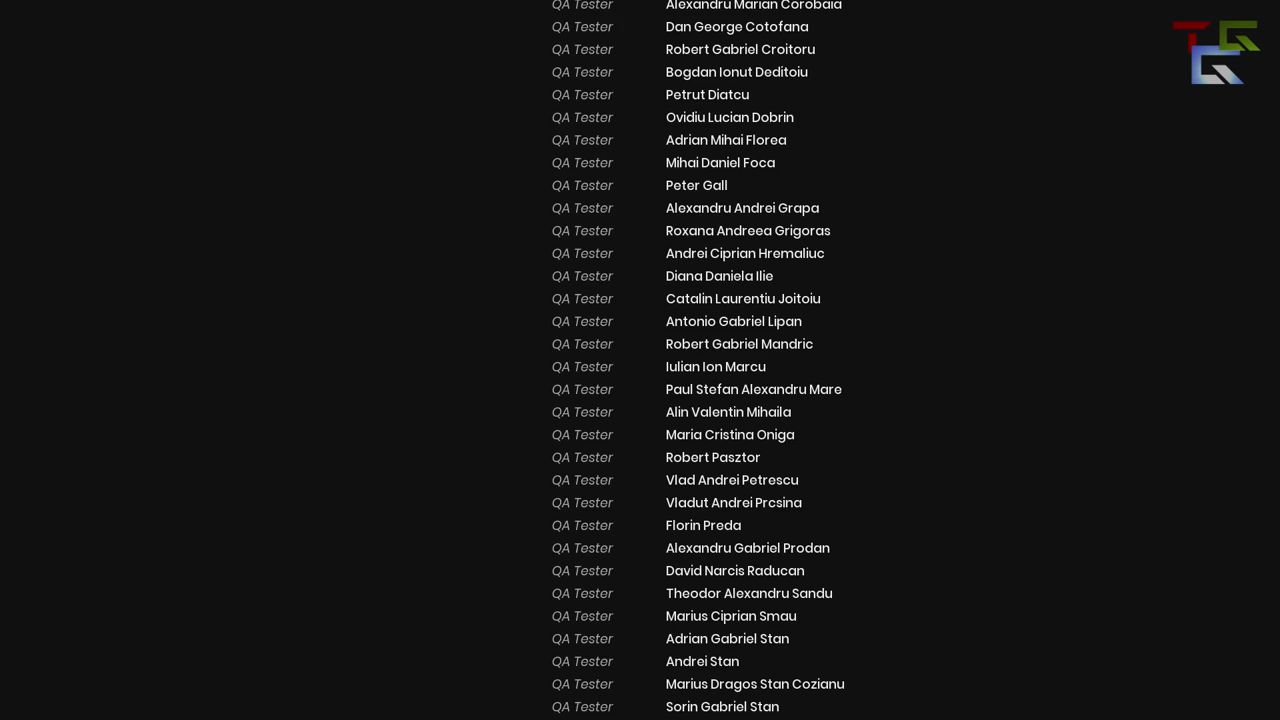 QA Tester Alexandru Marian Corobaia
QA Tester Dan George Cotofana
QA Tester Robert Gabriel Croitoru
QA Tester Bogdan Ionut Deditoiu
QA Tester Petrut Diatcu
QA Tester Ovidiu Lucian Dobrin
QA Tester Adrian Mihai Florea
QA Tester Mihai Daniel Foca
QA Tester Peter Gall
QA Tester Alexandru Andrei Grapa
QA Tester Roxana Andreea Grigoras
QA Tester Andrei Ciprian Hremaliuc
QA Tester Diana Daniela Ilie
QA Tester Catalin Laurentiu Joitoiu
QA Tester Antonio Gabriel Lipan
QA Tester Robert Gabriel Mandric
QA Tester Iulian Ion Marcu
QA Tester Paul Stefan Alexandru Mare
QA Tester Alin Valentin Mihaila
QA Tester Maria Cristina Oniga
QA Tester Robert Pasztor
QA Tester Vlad Andrei Petrescu
QA Tester Vladut Andrei Prcsina
QA Tester Florin Preda
QA Tester Alexandru Gabriel Prodan
QA Tester David Narcis Raducan
QA Tester Theodor Alexandru Sandu
QA Tester Marius Ciprian Smau
QA Tester Adrian Gabriel Stan
QA Tester Andrei Stan
QA Tester Marius Dragos Stan Cozianu
QA Tester Sorin Gabriel Stan